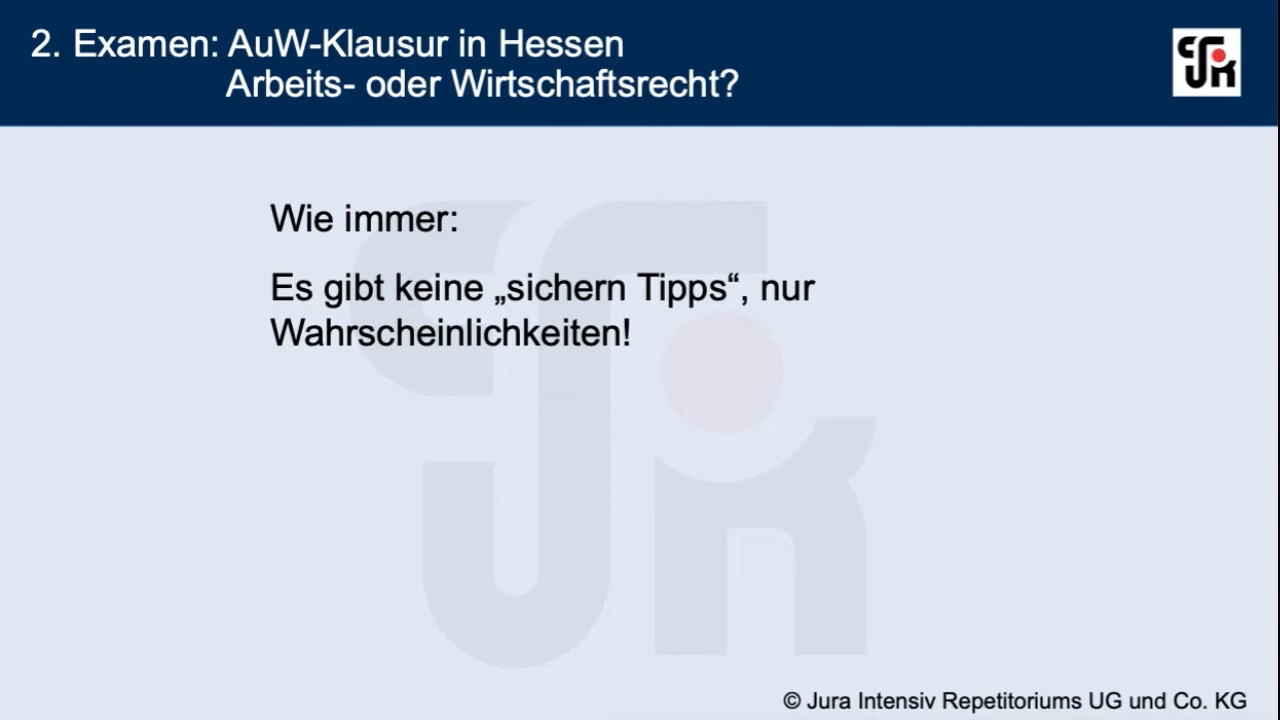 2. Examen: AuW-Klausur in Hessen
Arbeits- oder Wirtschaftsrecht?
Wie immer:
Es gibt keine „sichern Tipps“, nur
Wahrscheinlichkeiten!
© Jura Intensiv Repetitoriums UG und Co. KG